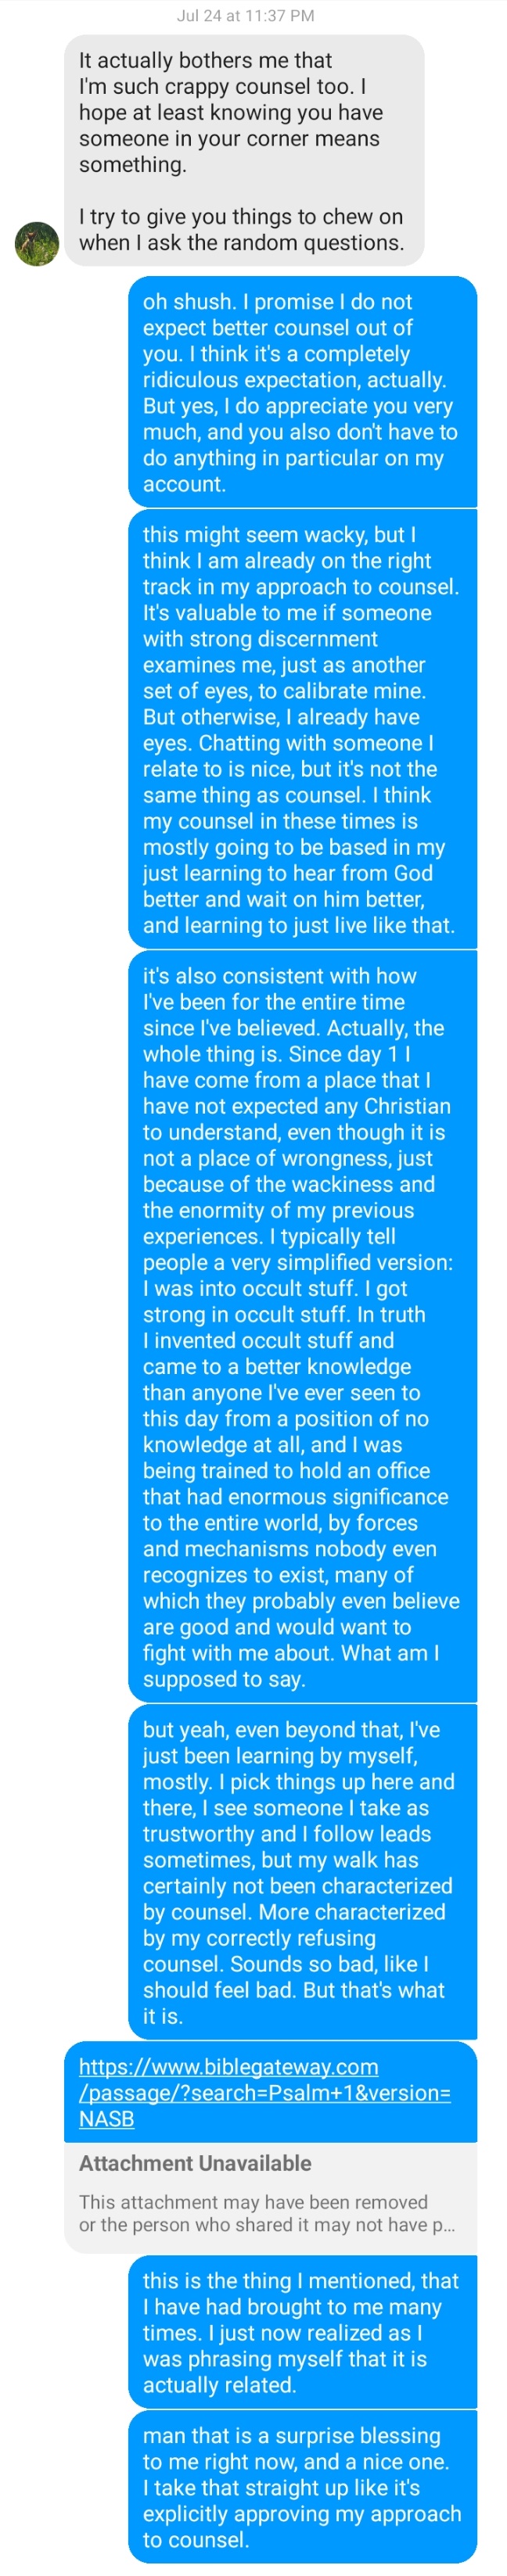 Jul 24 at 11:37 PM
It actually bothers me that
I'm such crappy counsel too. I
hope at least knowing you have
someone in your corner means
something.
I try to give you things to chew on
when I ask the random questions.
oh shush. I promise I do not
expect better counsel out of
you. I think it's a completely
ridiculous expectation, actually.
But yes, I do appreciate you very
much, and you also don't have to
do anything in particular on my
account.
this might seem wacky, but I
think I am already on the right
track in my approach to counsel.
It's valuable to me if someone
with strong discernment
examines me, just as another
set of eyes, to calibrate mine.
But otherwise, I already have
eyes. Chatting with someone I
relate to is nice, but it's not the
same thing as counsel. I think
my counsel in these times is
mostly going to be based in my
just learning to hear from God
better and wait on him better,
and learning to just live like that.
it's also consistent with how
I've been for the entire time
since I've believed. Actually, the
whole thing is. Since day 1 I
have come from a place that I
have not expected any Christian
to understand, even though it is
not a place of wrongness, just
because of the wackiness and
the enormity of my previous
experiences. I typically tell
people a very simplified version:
I was into occult stuff. I got
strong in occult stuff. In truth
I invented occult stuff and
came to a better knowledge
than anyone I've ever seen to
this day from a position of no
knowledge at all, and I was
being trained to hold an office
that had enormous significance
to the entire world, by forces
and mechanisms nobody even
recognizes to exist, many of
which they probably even believe
are good and would want to
fight with me about. What am I
supposed to say.
but yeah, even beyond that, I've
just been learning by myself,
mostly. I pick things up here and
there, I see someone I take as
trustworthy and I follow leads
sometimes, but my walk has
certainly not been characterized
by counsel. More characterized
by my correctly refusing
counsel. Sounds so bad, like I
should feel bad. But that's what
it is.
https://www.biblegateway.com
/passage/?search=Psalm+1&version=
NASB
Attachment Unavailable
This attachment may have been removed
or the person who shared it may not have p...
this is the thing I mentioned, that
I have had brought to me many
times. I just now realized as I
was phrasing myself that it is
actually related.
man that is a surprise blessing
to me right now, and a nice one.
I take that straight up like it's
explicitly approving my approach
to counsel.